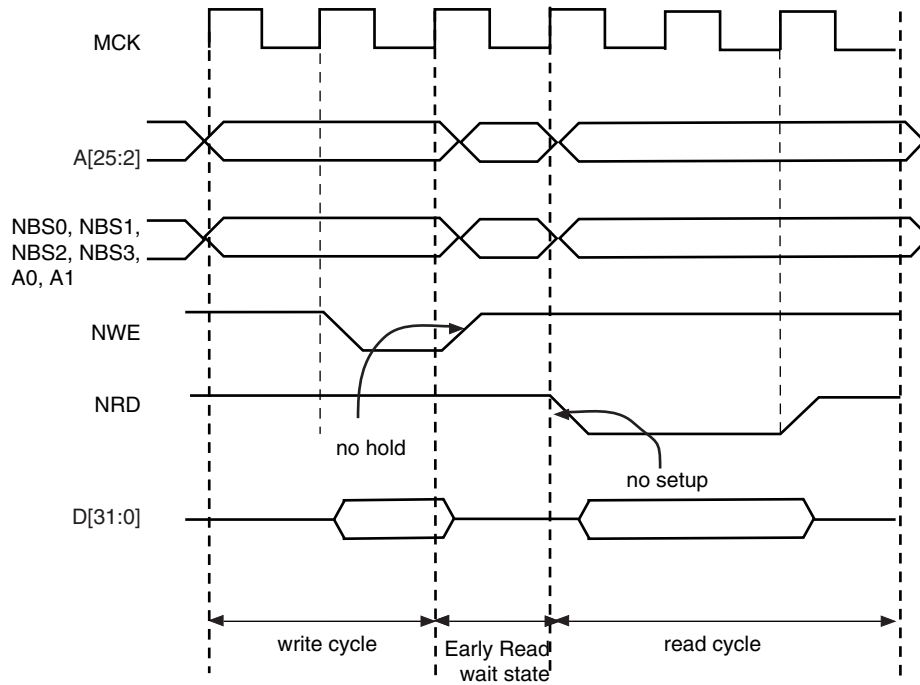 MCK
A[25:2]
NBS0, NBS1,
NBS2, NBS3,
A0, A1
NWE
NRD
no hold
no setup
D[31:0]
write cycle
Early Read
wait state
read cycle